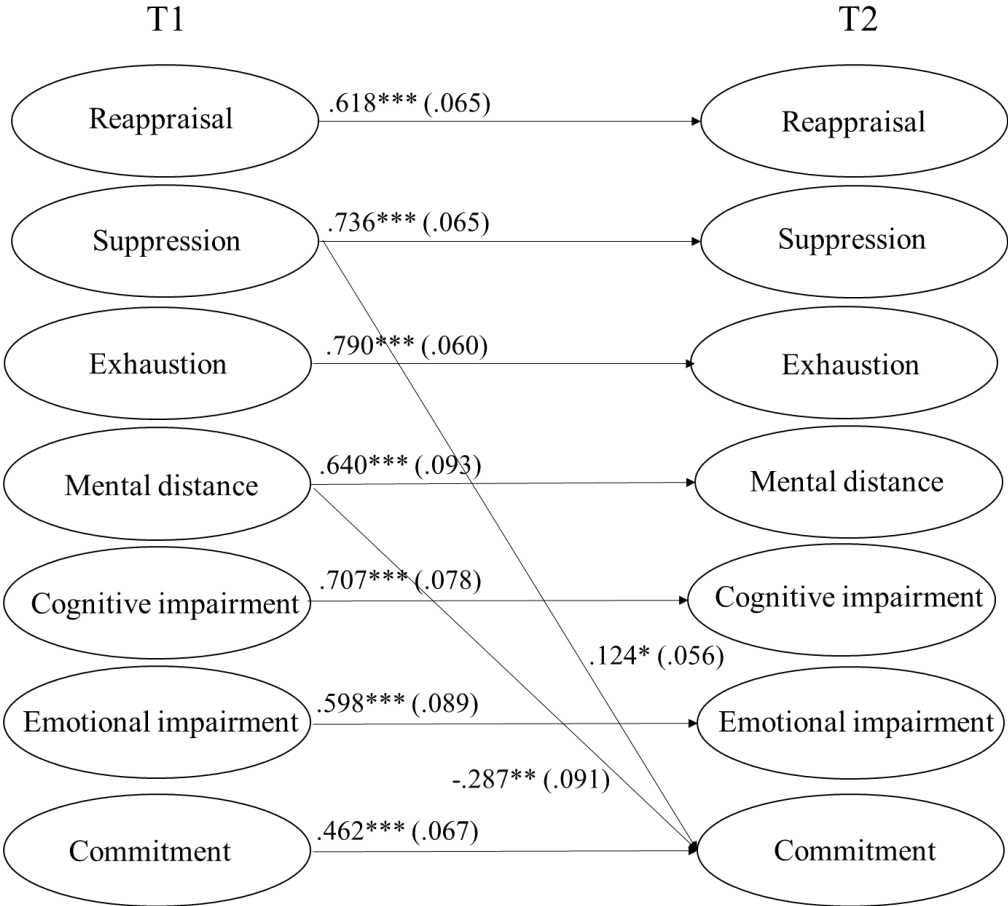 T1 T2
.618*** (.065)
Reappraisal Reappraisal
.736*** (.065)
Suppression Suppression
.790*** (.060)
Exhaustion Exhaustion
.640*** (.093)
Mental distance Mental distance
.707*** (.078)
Cognitive impairment Cognitive impairment
.124* (.056)
.598*** (.089)
Emotional impairment Emotional impairment
-.287** (.091)
.462*** (.067)
Commitment Commitment